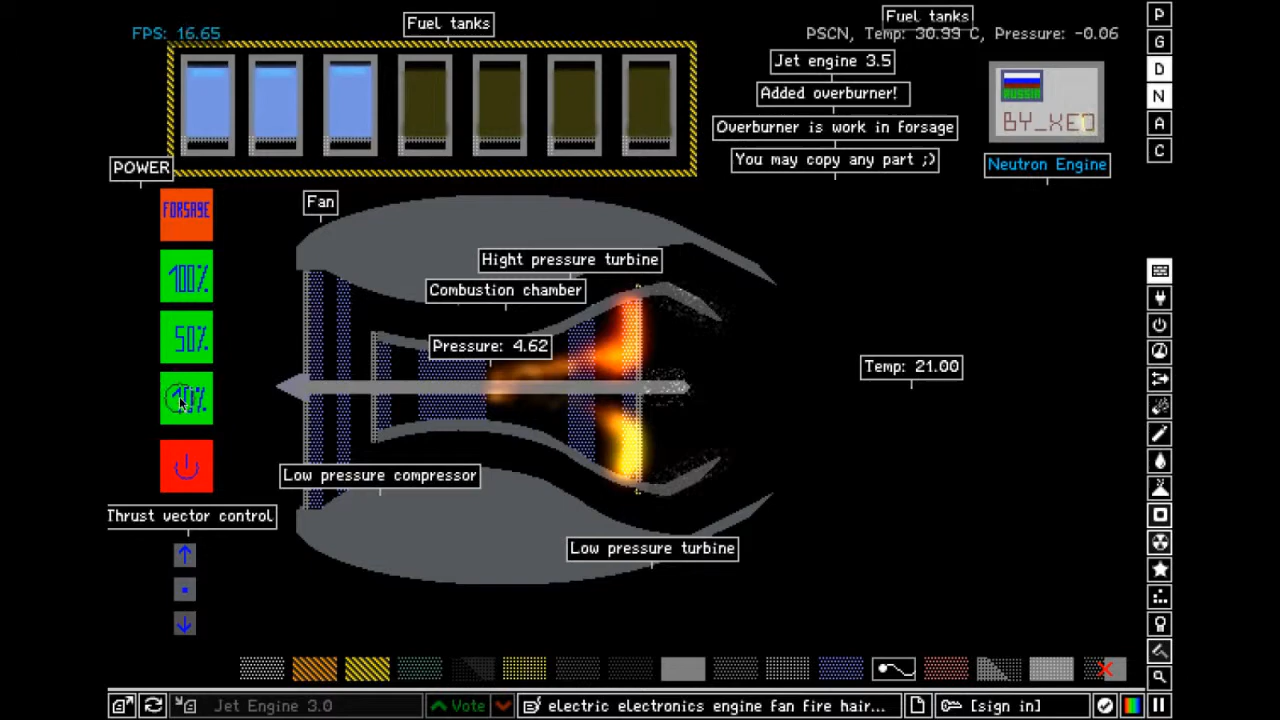 FPS: 16.65
Fuel tanks
Fuel tanks
PSCN, Temp: 30.99 C, Pressure: -0.06
Jet engine 3.5
Added overburner!
Overburner is work in forsage
You may copy any part ;)
RUSSIA
BY_XEO
Neutron Engine
P
G
D
N
A
C
POWER
FORSAGE
100%
50%
10%
Fan
Hight pressure turbine
Combustion chamber
Pressure: 4.62
Temp: 21.00
Low pressure compressor
Low pressure turbine
Thrust vector control
Jet Engine 3.0
Vote
electric electronics engine fan fire hair...
[sign in]